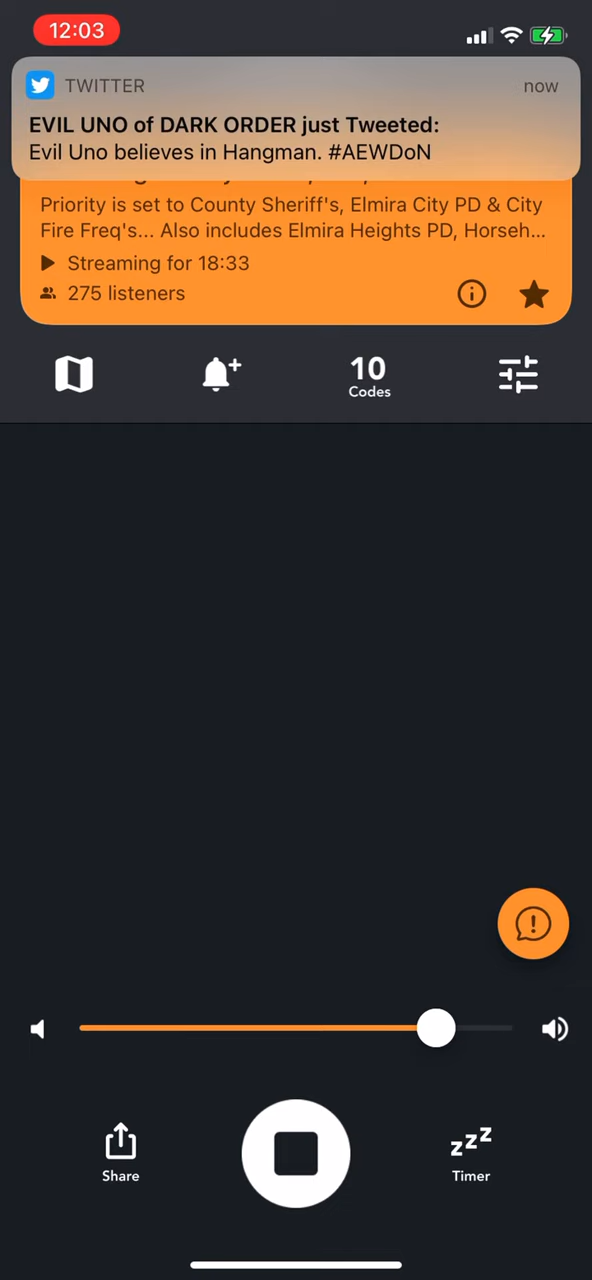 12:03
TWITTER
now
EVIL UNO of DARK ORDER just Tweeted:
Evil Uno believes in Hangman. #AEWDoN
Priority is set to County Sheriff's, Elmira City PD & City
Fire Freq's... Also includes Elmira Heights PD, Horseh...
Streaming for 18:33
275 listeners
10
Codes
Share
zzz
Timer